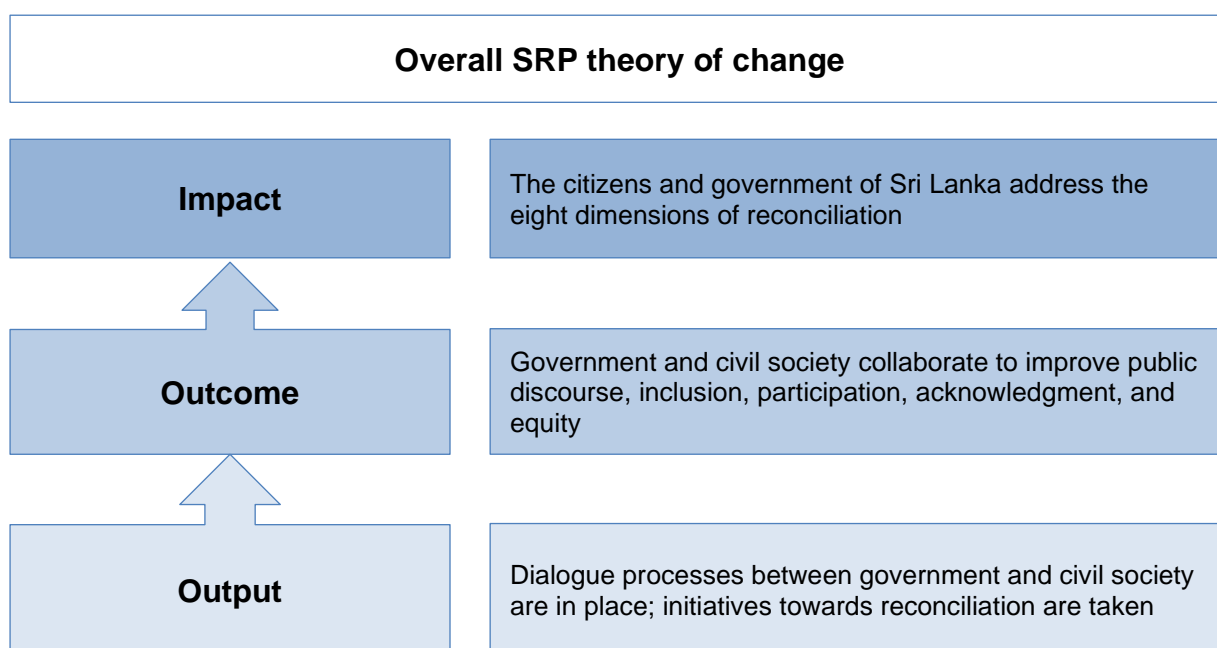 Overall SRP theory of change
Impact
The citizens and government of Sri Lanka address the
eight dimensions of reconciliation
Outcome
Government and civil society collaborate to improve public
discourse, inclusion, participation, acknowledgment, and
equity
Output
Dialogue processes between government and civil society
are in place; initiatives towards reconciliation are taken